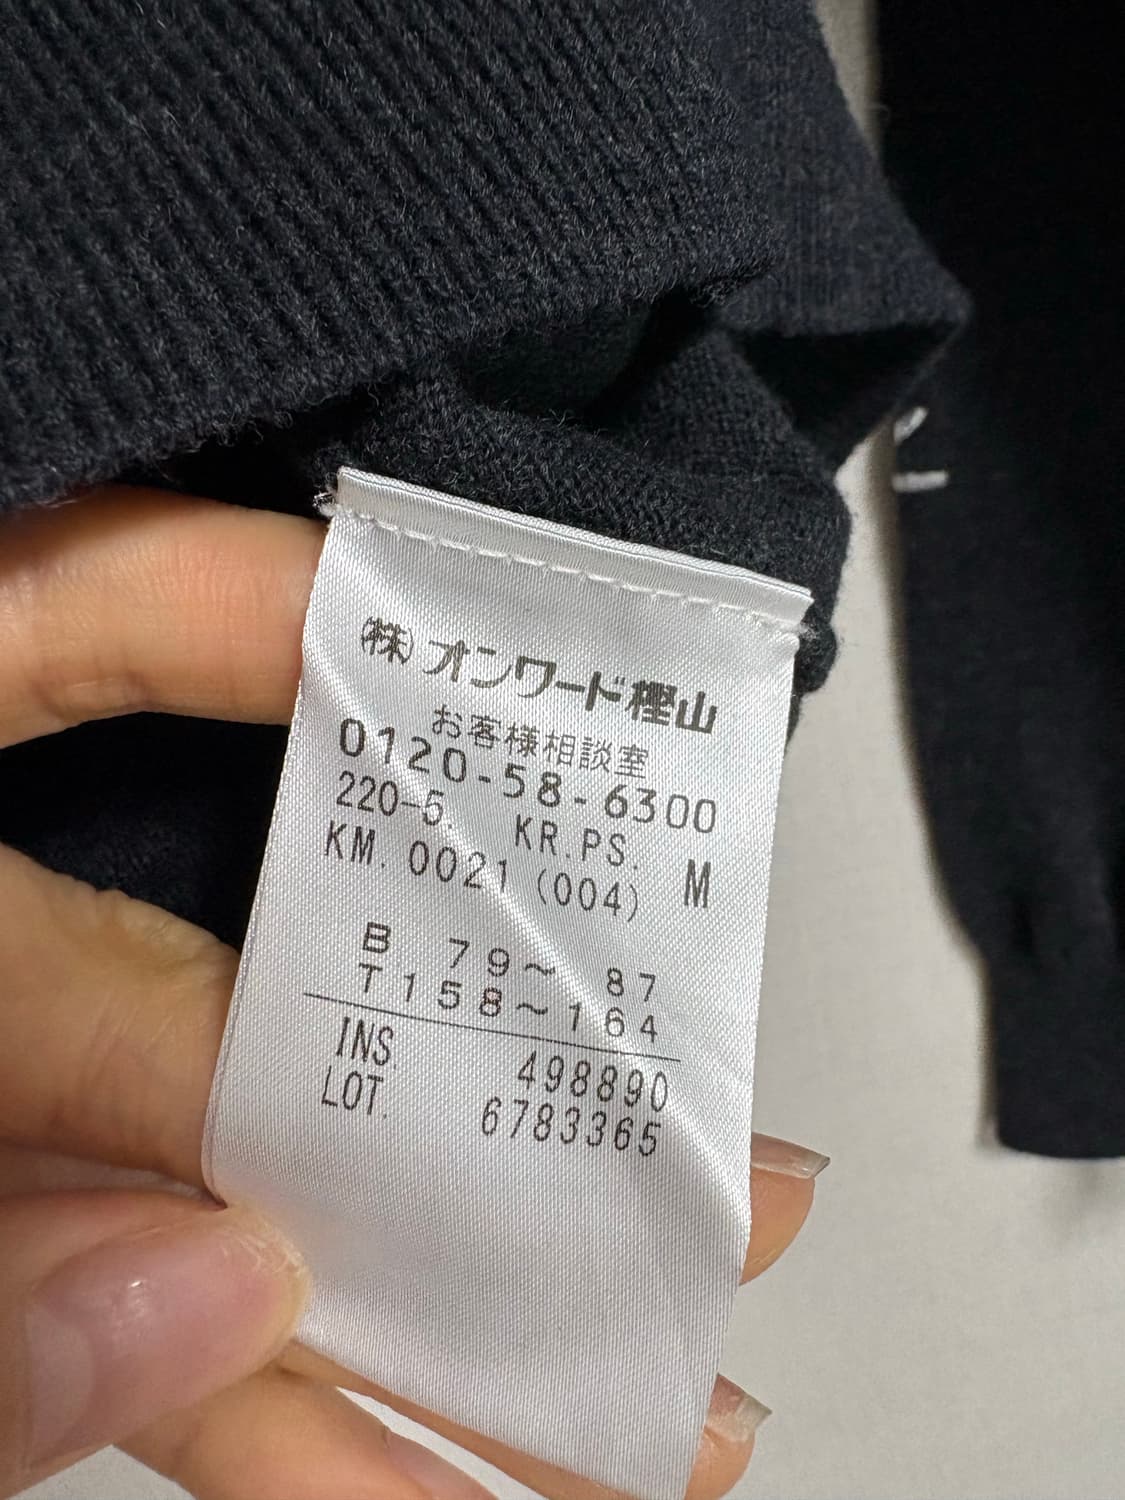 ㈱オンワード樫山
お客様相談室
0120-58-6300
220-5. KR.PS.
KM. 0021 (004) M
B 79~ 87
T158~164
INS. 498890
LOT. 6783365